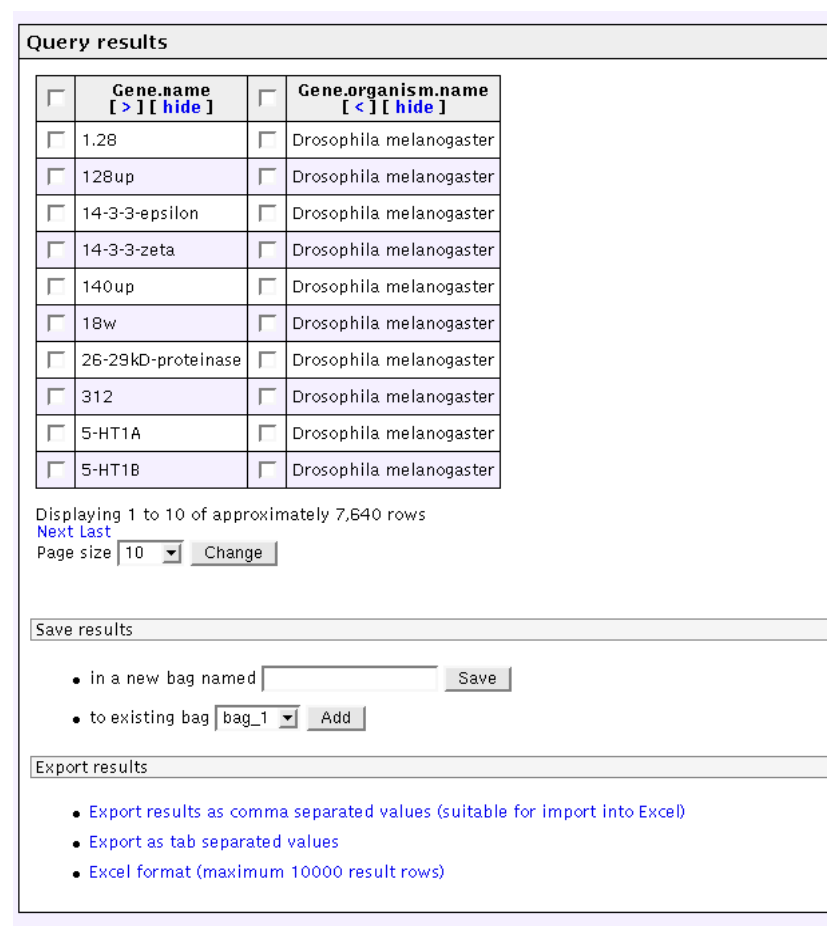 Query results
Gene.name Gene.organism.name
[ > ] [ hide ] [ < ] [ hide ]
1.28 Drosophila melanogaster
128up Drosophila melanogaster
14-3-3-epsilon Drosophila melanogaster
14-3-3-zeta Drosophila melanogaster
140up Drosophila melanogaster
18w Drosophila melanogaster
26-29kD-proteinase Drosophila melanogaster
312 Drosophila melanogaster
5-HT1A Drosophila melanogaster
5-HT1B Drosophila melanogaster
Displaying 1 to 10 of approximately 7,640 rows
Next Last
Page size 10 Change
Save results
• in a new bag named Save
• to existing bag bag_1 Add
Export results
• Export results as comma separated values (suitable for import into Excel)
• Export as tab separated values
• Excel format (maximum 10000 result rows)